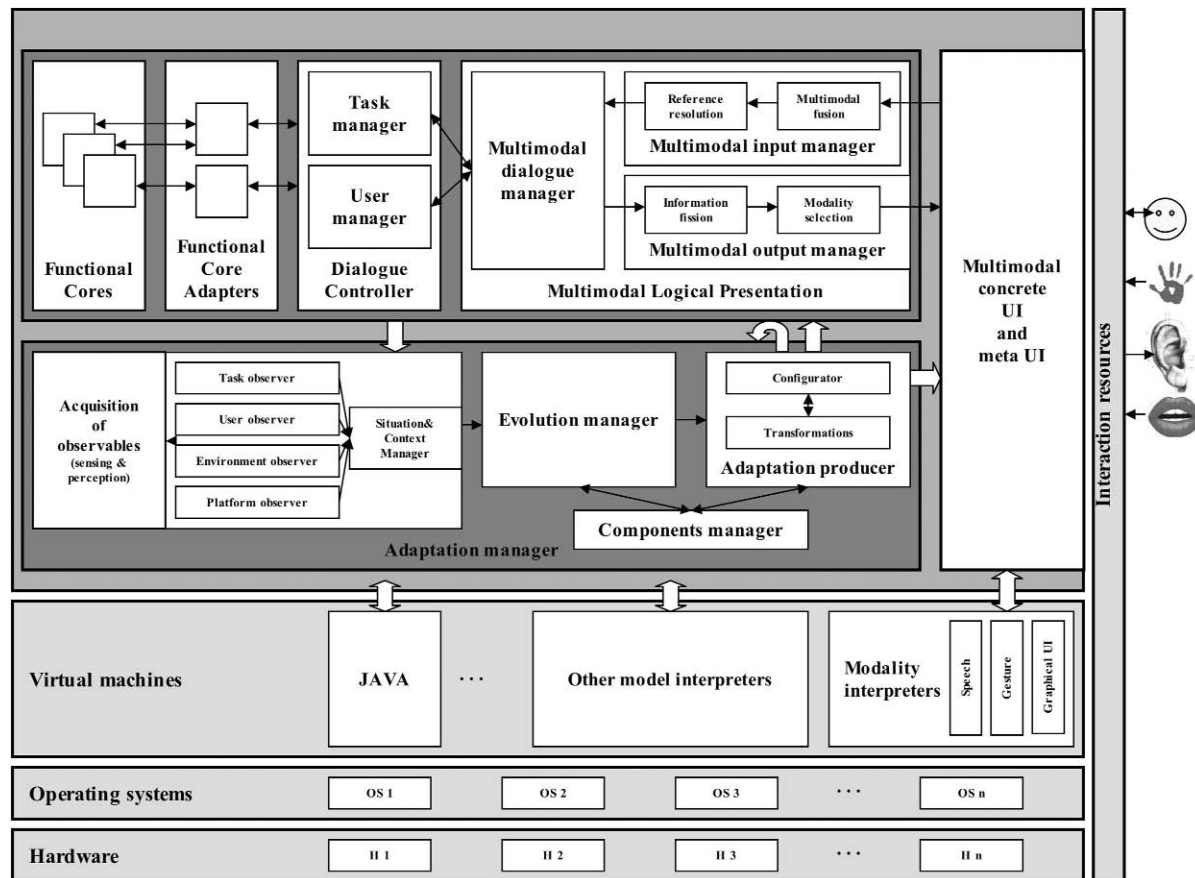 Functional
Cores
Functional
Core
Adapters
Task
manager
User
manager
Dialogue
Controller
Multimodal
dialogue
manager
Reference
resolution
Multimodal
fusion
Multimodal input manager
Information
fission
Modality
selection
Multimodal output manager
Multimodal Logical Presentation
Multimodal
concrete
UI
and
meta UI
Interaction resources
Acquisition
of
observables
(sensing &
perception)
Task observer
User observer
Environment observer
Platform observer
Situation&
Context
Manager
Evolution manager
Configurator
Transformations
Adaptation producer
Components manager
Adaptation manager
Virtual machines
JAVA
...
Other model interpreters
Modality
interpreters
Speech
Gesture
Graphical UI
Operating systems
OS 1
OS 2
OS 3
...
OS n
Hardware
H 1
H 2
H 3
...
H n